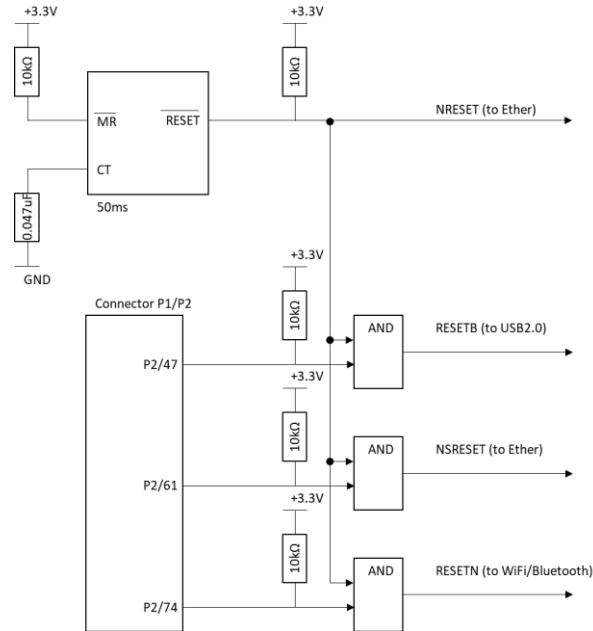 +3.3V
+3.3V
10kΩ
10kΩ
MR
RESET
NRESET (to Ether)
CT
0.047uF
50ms
GND
+3.3V
Connector P1/P2
10kΩ
AND
RESETB (to USB2.0)
P2/47
+3.3V
10kΩ
AND
NSRESET (to Ether)
P2/61
+3.3V
10kΩ
AND
RESETN (to WiFi/Bluetooth)
P2/74